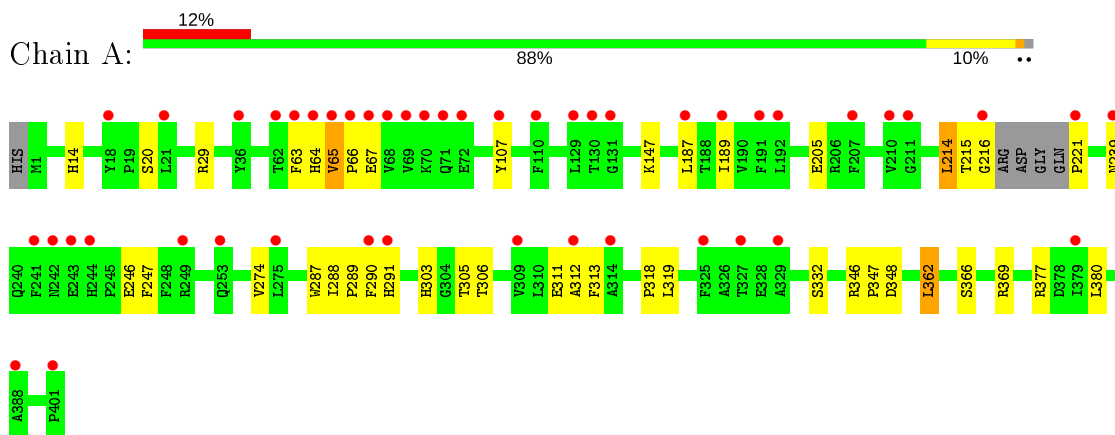 12%
Chain A:
88% 10% ••
HIS M1 H14 Y18 P19 S20 L21 R29 Y36 T62 F63 H64 V65 P66 E67 V68 V69 K70 Q71 E72 Y107 F110 L129 T130 G131 K147 L187 T188 I189 V190 F191 L192 E205 R206 F207 V210 G211 L214 T215 G216 ARG ASP GLY GLN P221 N239
Q240 F241 N242 E243 H244 P245 E246 F247 F248 R249 Q253 V274 L275 W287 I288 P289 F290 H291 H303 G304 T305 T306 V309 L310 E311 A312 F313 A314 P318 L319 F325 A326 T327 E328 A329 S332 R346 P347 D348 L362 S366 R369 R377 D378 I379 L380
A388 P401